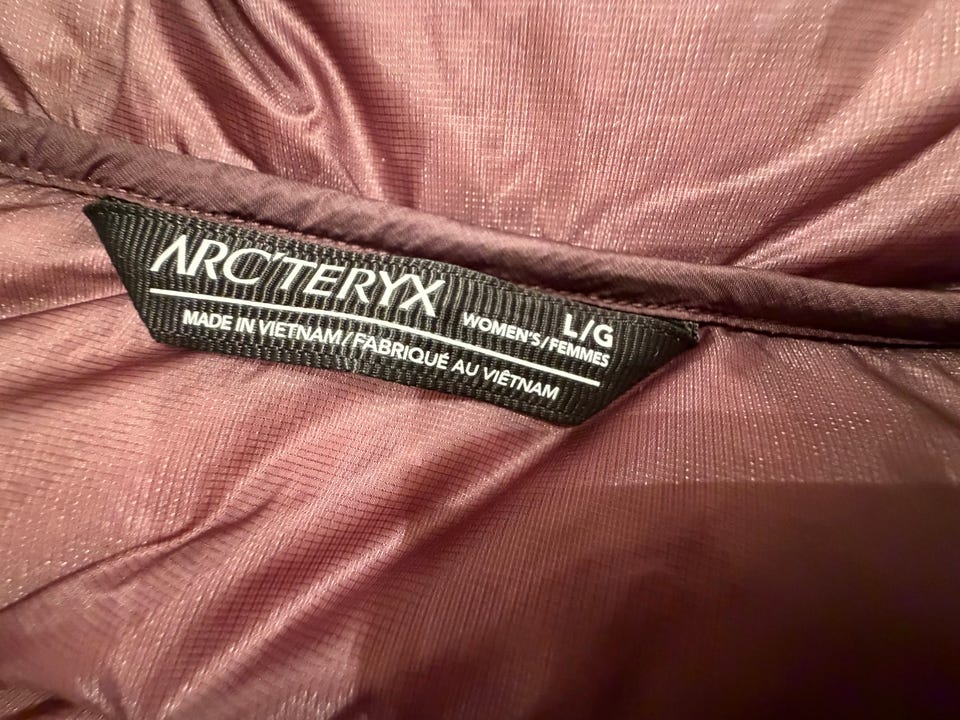 ARC'TERYX
L/G
WOMEN'S/FEMMES
MADE IN VIETNAM/FABRIQUÉ AU VIÊTNAM